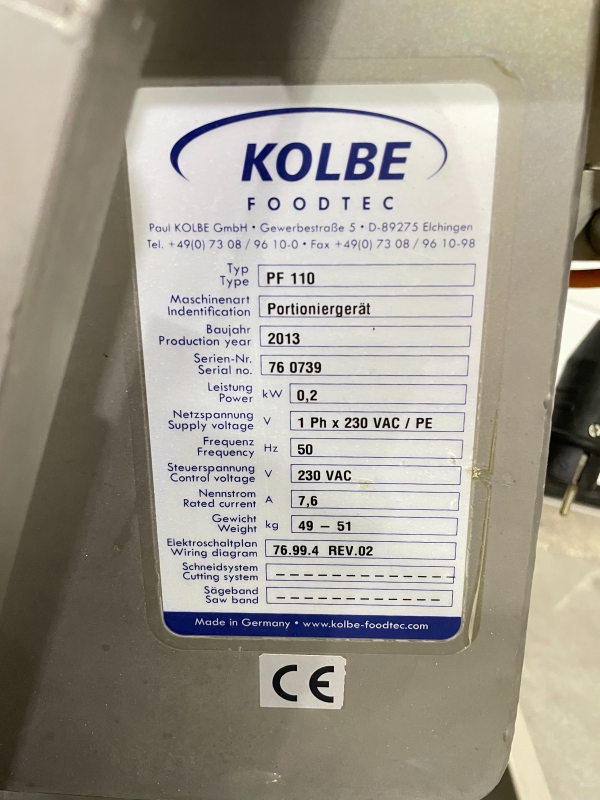 KOLBE
FOODTEC
Paul KOLBE GmbH • Gewerbestraße 5 • D-89275 Elchingen
Tel. +49(0) 73 08 / 96 10-0 • Fax +49(0) 73 08 / 96 10-98
Typ
Type
PF 110
Maschinenart
Indentification
Portioniergerät
Baujahr
Production year
2013
Serien-Nr.
Serial no.
76 0739
Leistung
Power
kW
0,2
Netzspannung
Supply voltage
V
1 Ph x 230 VAC / PE
Frequenz
Frequency
Hz
50
Steuerspannung
Control voltage
V
230 VAC
Nennstrom
Rated current
A
7,6
Gewicht
Weight
kg
49 – 51
Elektroschaltplan
Wiring diagram
76.99.4 REV.02
Schneidsystem
Cutting system
– – – – – – – – – – – – – –
Sägeband
Saw band
– – – – – – – – – – – – –
Made in Germany • www.kolbe-foodtec.com
CE